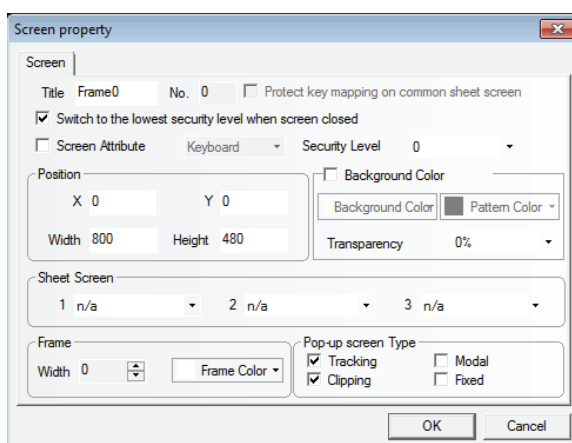 Screen property
Screen
Title Frame0 No. 0 Protect key mapping on common sheet screen
Switch to the lowest security level when screen closed
Screen Attribute Keyboard Security Level 0
Position Background Color
X 0 Y 0 Background Color Pattern Color
Width 800 Height 480 Transparency 0%
Sheet Screen
1 n/a 2 n/a 3 n/a
Frame Pop-up screen Type
Width 0 Frame Color Tracking Modal
Clipping Fixed
OK Cancel